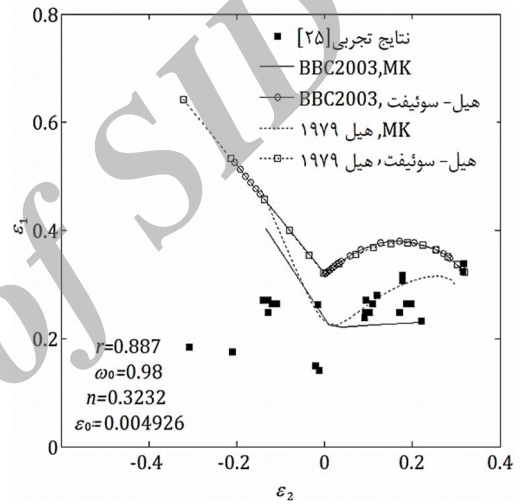 0.8
0.6
0.4
0.2
0
-0.4
-0.2
0
0.2
0.4
ε1
ε2
نتایج تجربی[۲۵]
BBC2003,MK
BBC2003, هیل- سوئیفت
هیل ۱۹۷۹ ,MK
هیل- سوئیفت، هیل ۱۹۷۹
r=0.887
ω₀=0.98
n=0.3232
ε₀=0.004926
of SID